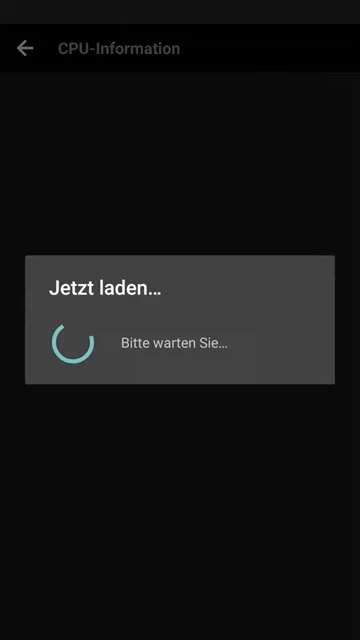 CPU-Information
Jetzt laden…
Bitte warten Sie…